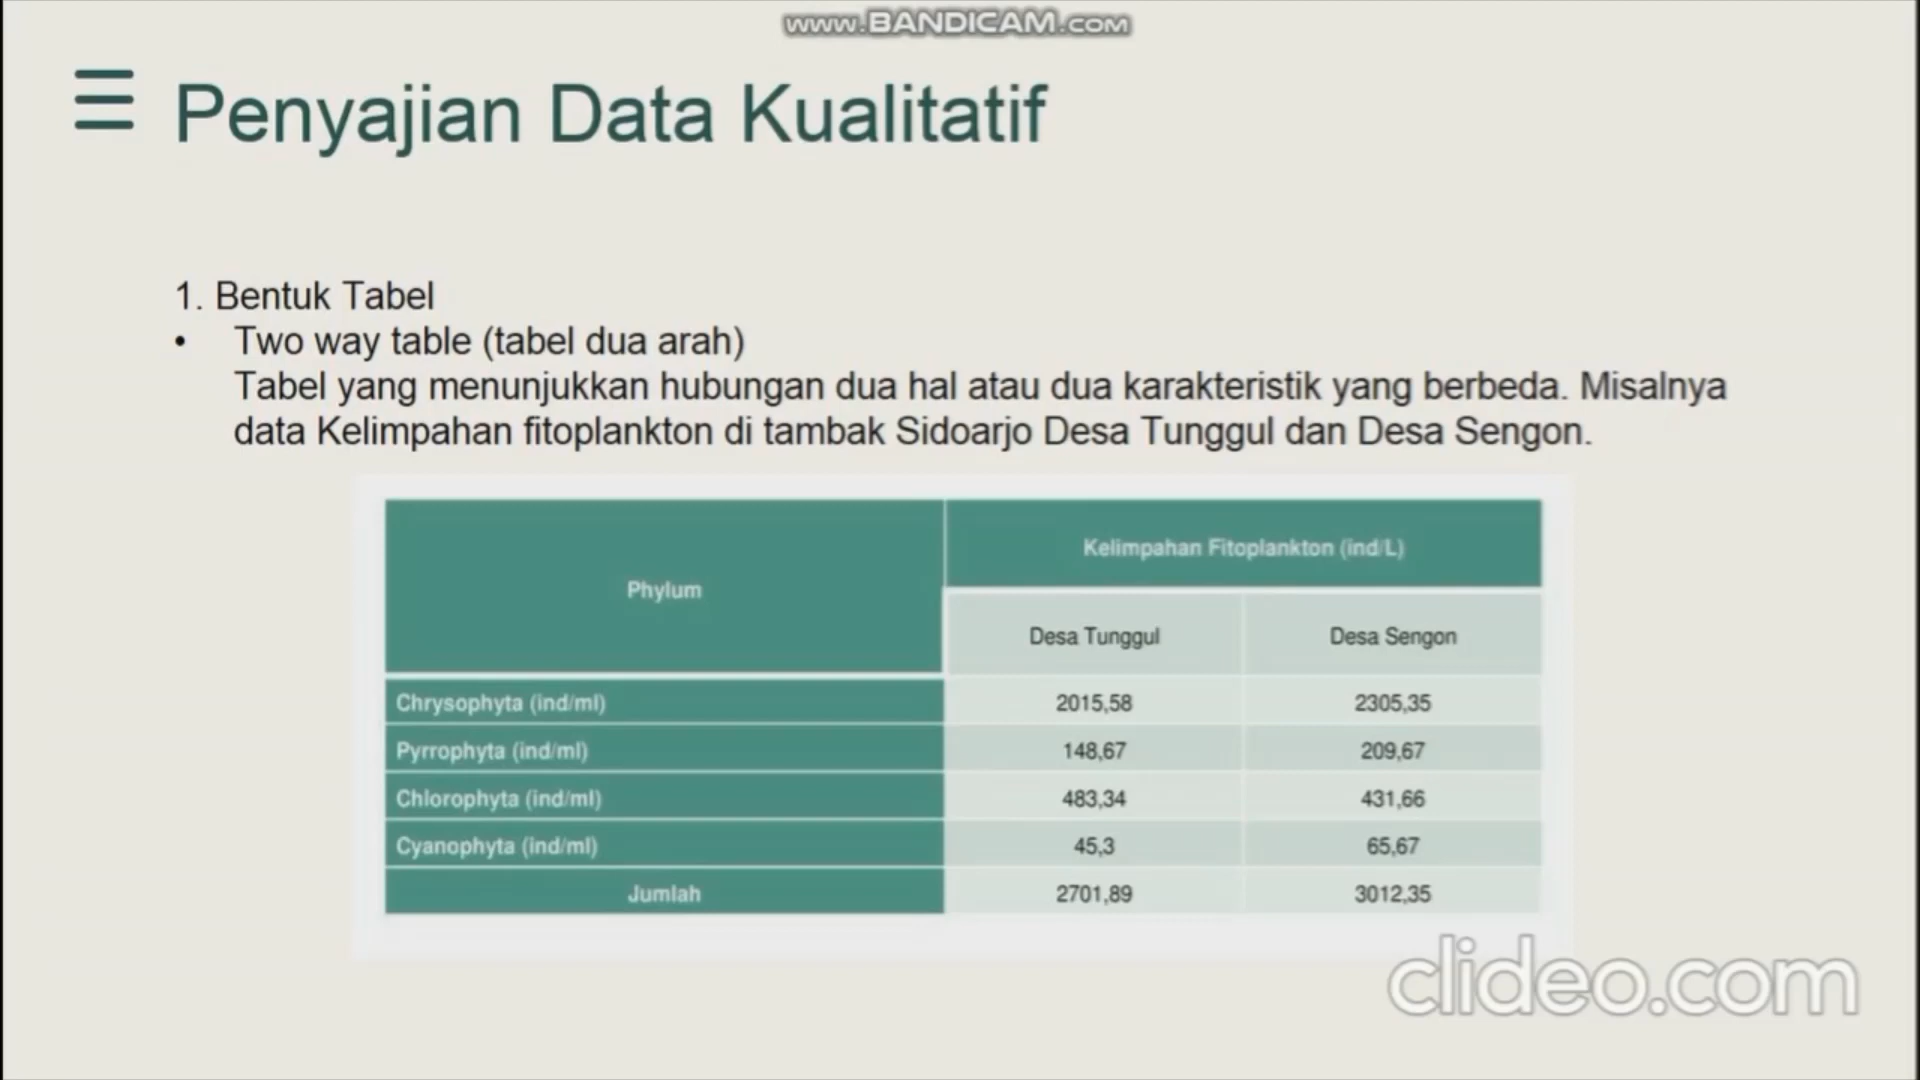 www.BANDICAM.com
Penyajian Data Kualitatif
1. Bentuk Tabel
• Two way table (tabel dua arah)
Tabel yang menunjukkan hubungan dua hal atau dua karakteristik yang berbeda. Misalnya
data Kelimpahan fitoplankton di tambak Sidoarjo Desa Tunggul dan Desa Sengon.
Phylum
Kelimpahan Fitoplankton (ind/L)
Desa Tunggul Desa Sengon
Chrysophyta (ind/ml) 2015,58 2305,35
Pyrrophyta (ind/ml) 148,67 209,67
Chlorophyta (ind/ml) 483,34 431,66
Cyanophyta (ind/ml) 45,3 65,67
Jumlah 2701,89 3012,35
clideo.com